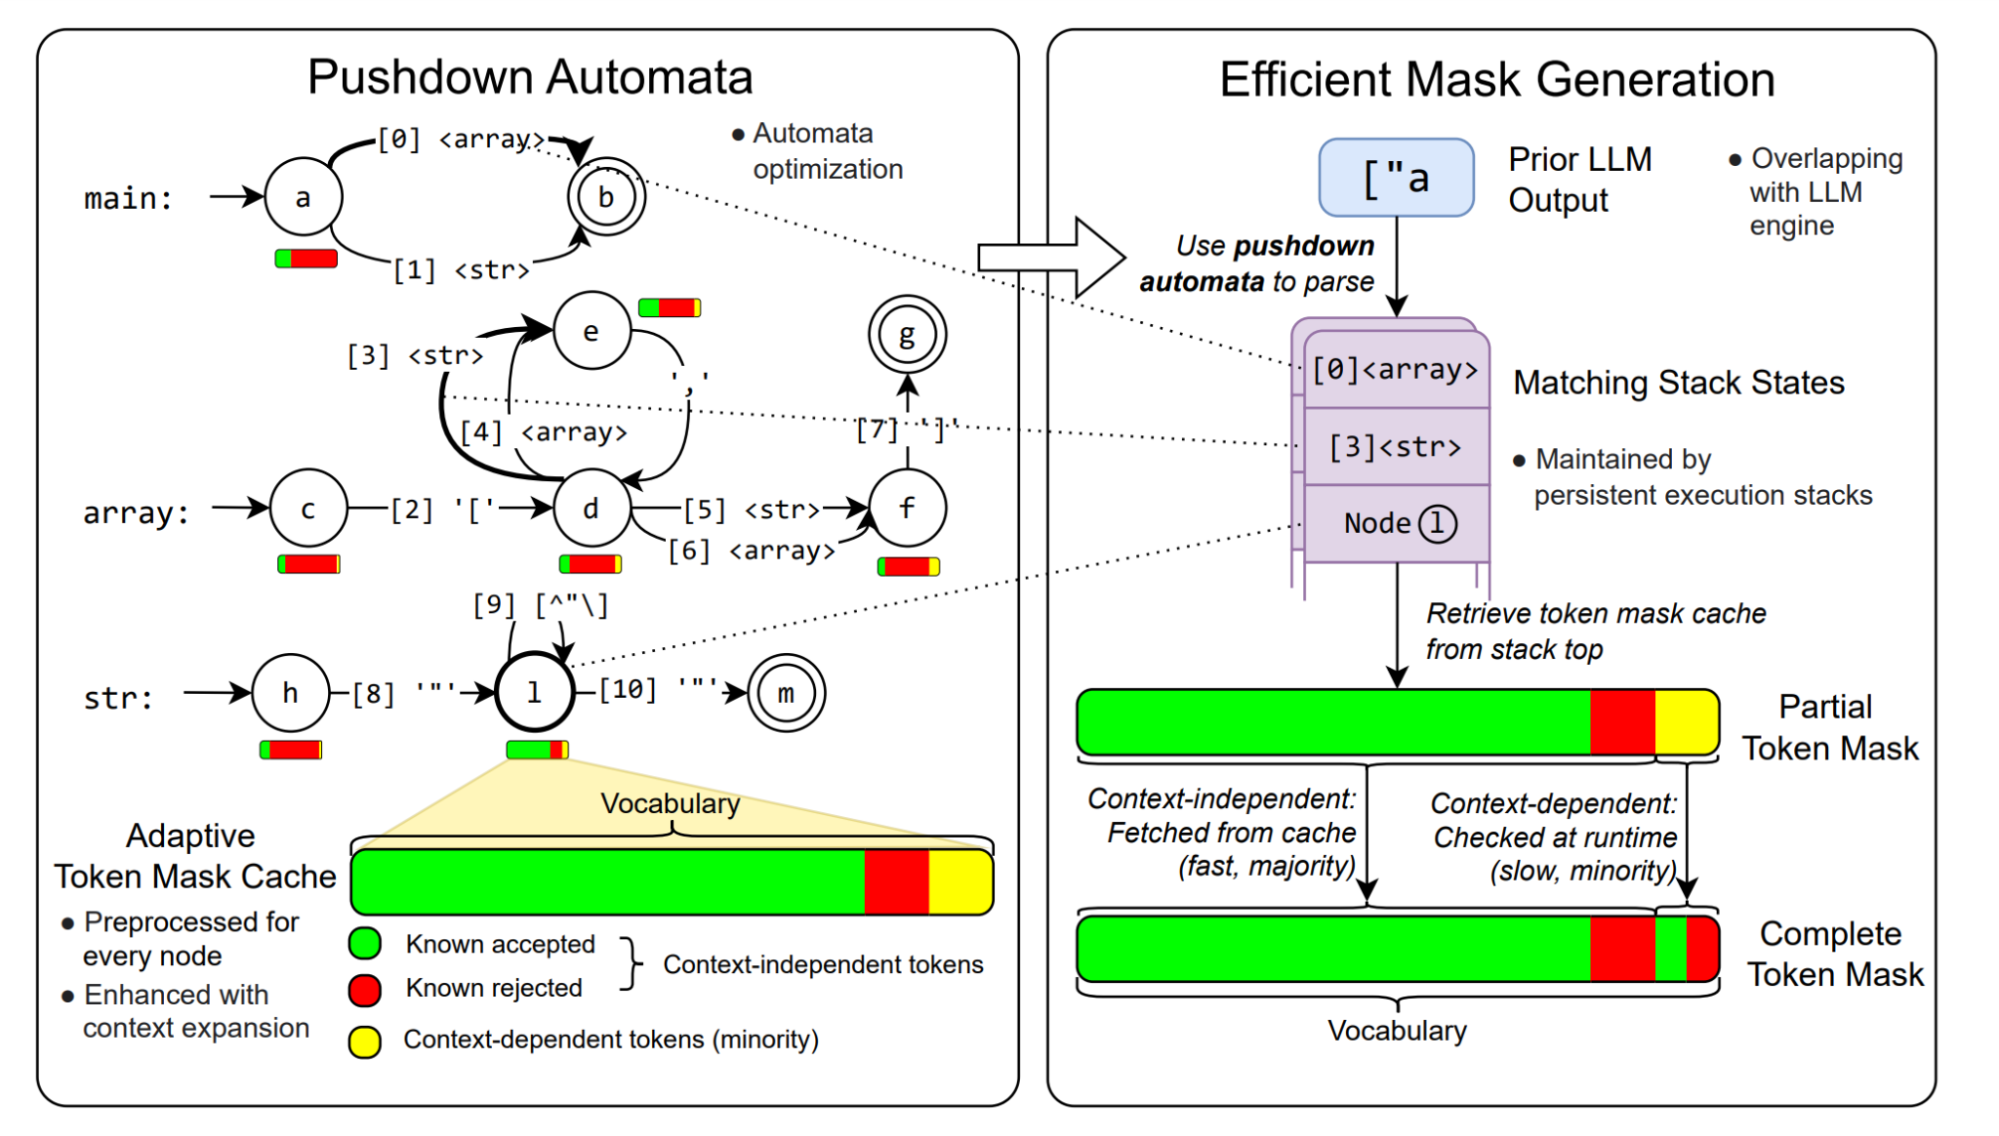 Pushdown Automata
● Automata
optimization
main:
a
[0] <array>
b
[1] <str>
e
[3] <str>
','
g
[4] <array>
[7] ']'
array:
c
[2] '['
d
[5] <str>
f
[6] <array>
[9] [^"\]
str:
h
[8] '"'
l
[10] '"'
m
Vocabulary
Adaptive
Token Mask Cache
● Preprocessed for
every node
● Enhanced with
context expansion
Known accepted
Known rejected
Context-independent tokens
Context-dependent tokens (minority)
Efficient Mask Generation
["a
Prior LLM
Output
● Overlapping
with LLM
engine
Use pushdown
automata to parse
[0]<array>
[3]<str>
Node l
Matching Stack States
● Maintained by
persistent execution stacks
Retrieve token mask cache
from stack top
Partial
Token Mask
Context-independent:
Fetched from cache
(fast, majority)
Context-dependent:
Checked at runtime
(slow, minority)
Complete
Token Mask
Vocabulary